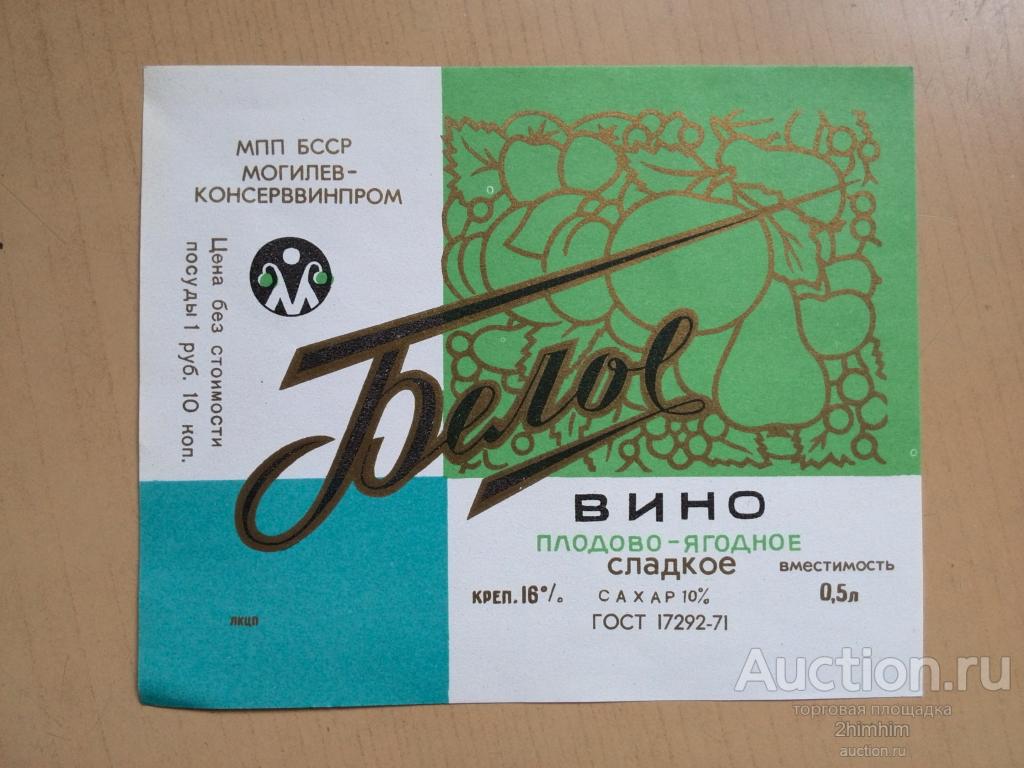 МПП БССР
МОГИЛЕВ-
КОНСЕРВВИНПРОМ
Цена без стоимости
посуды 1 руб. 10 коп.
М
Белое
ВИНО
ПЛОДОВО-ЯГОДНОЕ
сладкое
КРЕП. 16% САХАР 10%
вместимость
0,5л
ГОСТ 17292-71
ЛКЦП
Auction.ru
торговая площадка
2himhim
auction.ru